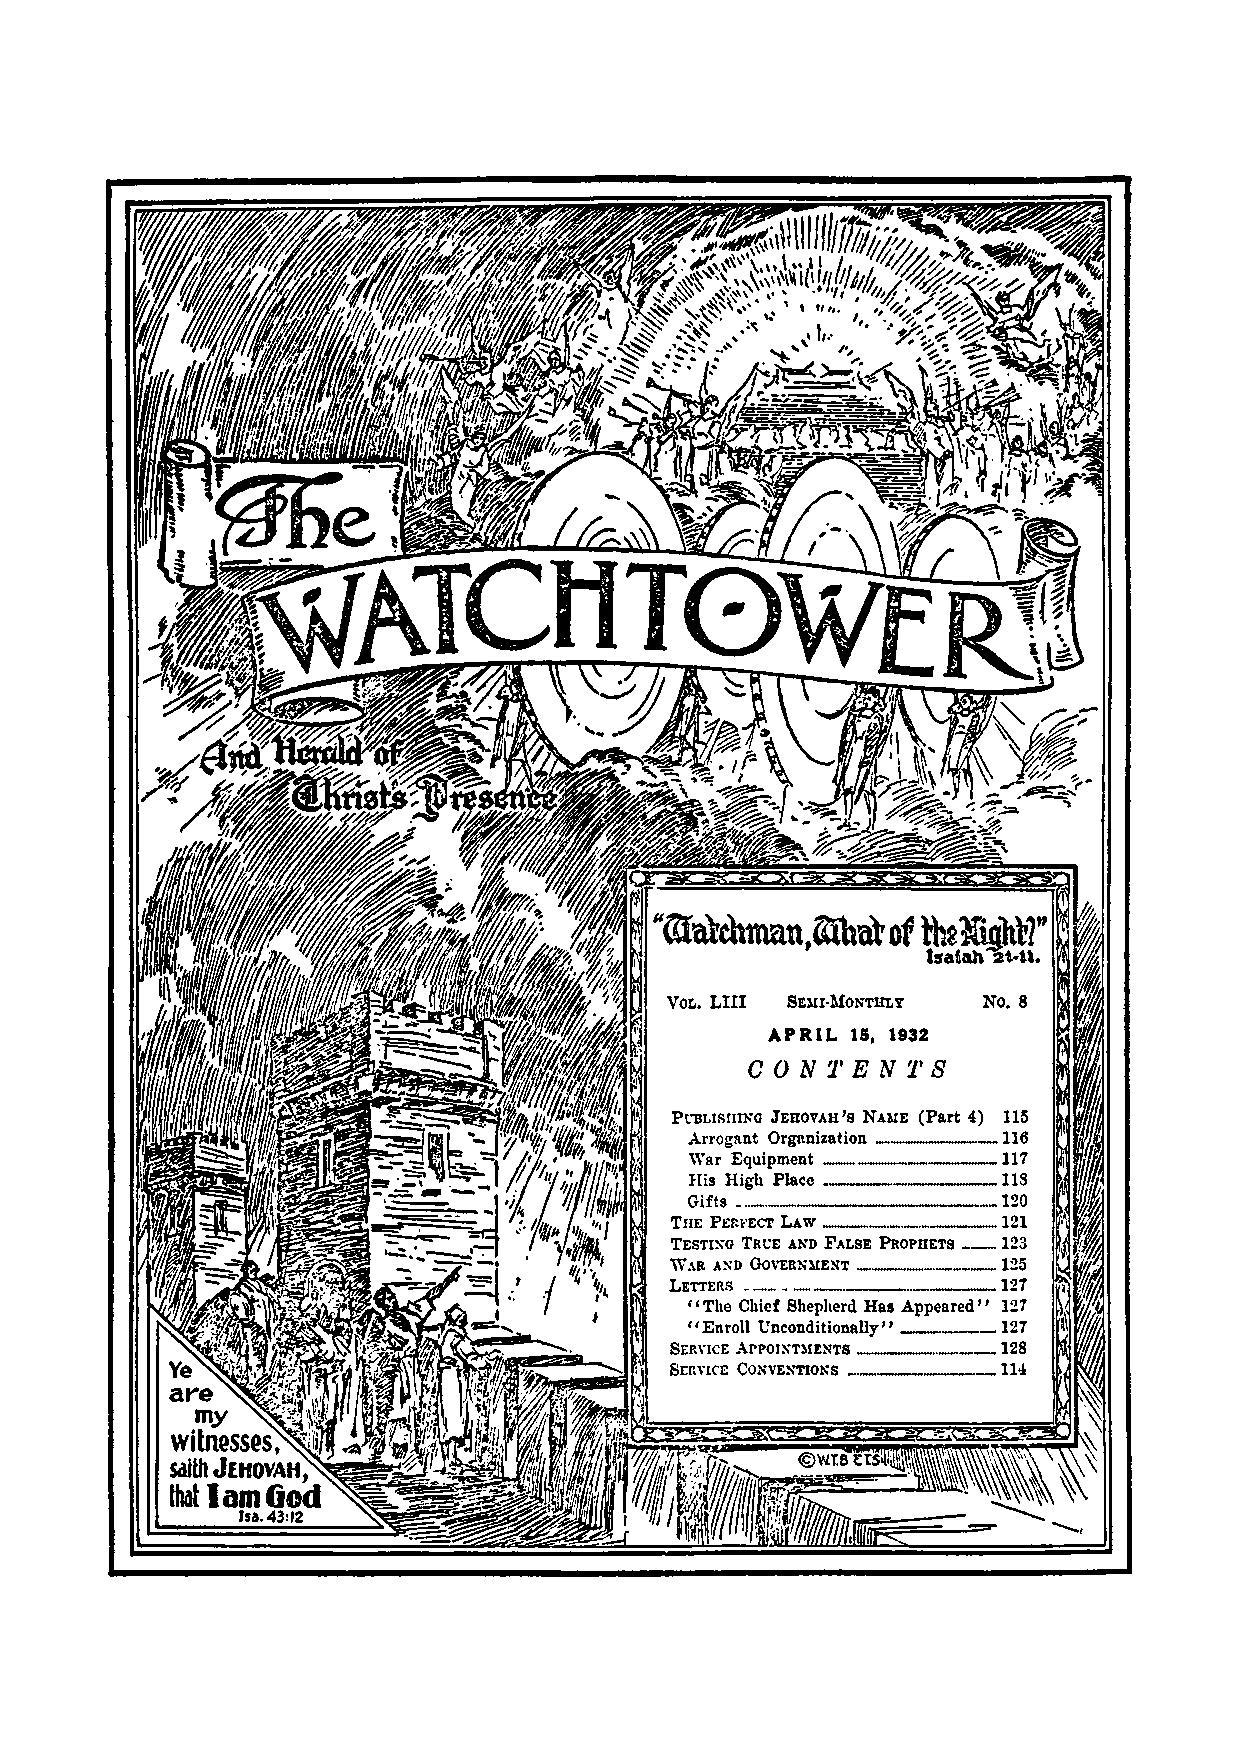 The
WATCHTOWER
And Herald of
Christs Presence
"Watchman, What of the Night?"
Isaiah 21-11.
VOL. LIII SEMI-MONTHLY NO. 8
APRIL 15, 1932
CONTENTS
PUBLISHING JEHOVAH'S NAME (Part 4) 115
Arrogant Organization 116
War Equipment 117
His High Place 118
Gifts 120
THE PERFECT LAW 121
TESTING TRUE AND FALSE PROPHETS 123
WAR AND GOVERNMENT 125
LETTERS 127
"The Chief Shepherd Has Appeared" 127
"Enroll Unconditionally" 127
SERVICE APPOINTMENTS 128
SERVICE CONVENTIONS 114
Ye
are
my
witnesses,
saith JEHOVAH,
that I am God
Isa. 43:12
©W.T.B & T.S.